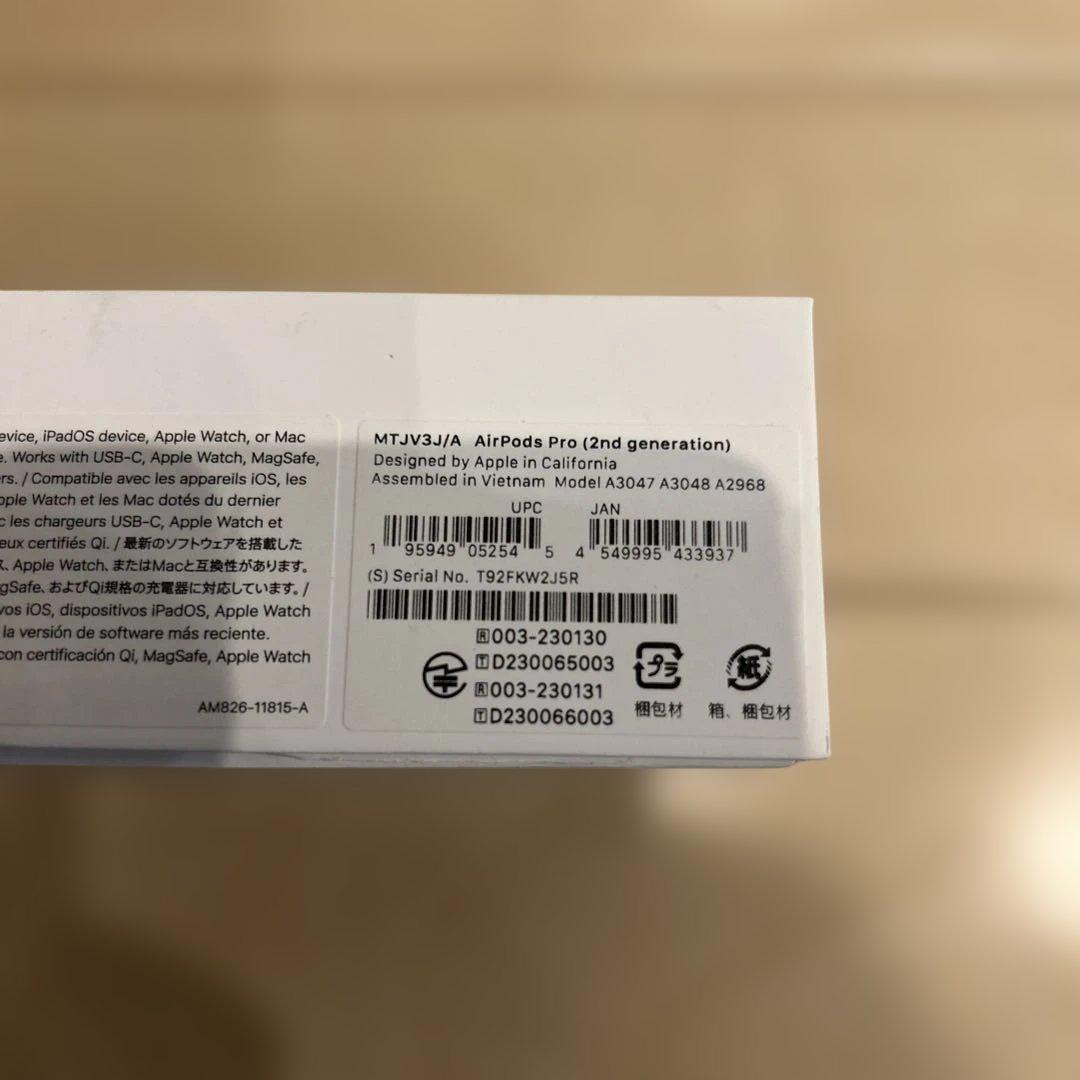 evice, iPadOS device, Apple Watch, or Mac
e. Works with USB-C, Apple Watch, MagSafe,
ers. / Compatible avec les appareils iOS, les
pple Watch et les Mac dotés du dernier
c les chargeurs USB-C, Apple Watch et
eux certifiés Qi. / 最新のソフトウェアを搭載した
ス、Apple Watch、またはMacと互換性があります。
gSafe、およびQi規格の充電器に対応しています。/
vos iOS, dispositivos iPadOS, Apple Watch
la versión de software más reciente.
con certificación Qi, MagSafe, Apple Watch
AM826-11815-A
MTJV3J/A AirPods Pro (2nd generation)
Designed by Apple in California
Assembled in Vietnam Model A3047 A3048 A2968
UPC JAN
1 95949 05254 5 4 549995 433937
(S) Serial No. T92FKW2J5R
R 003-230130
T D230065003
R 003-230131
T D230066003
プラ
梱包材
紙
箱、梱包材